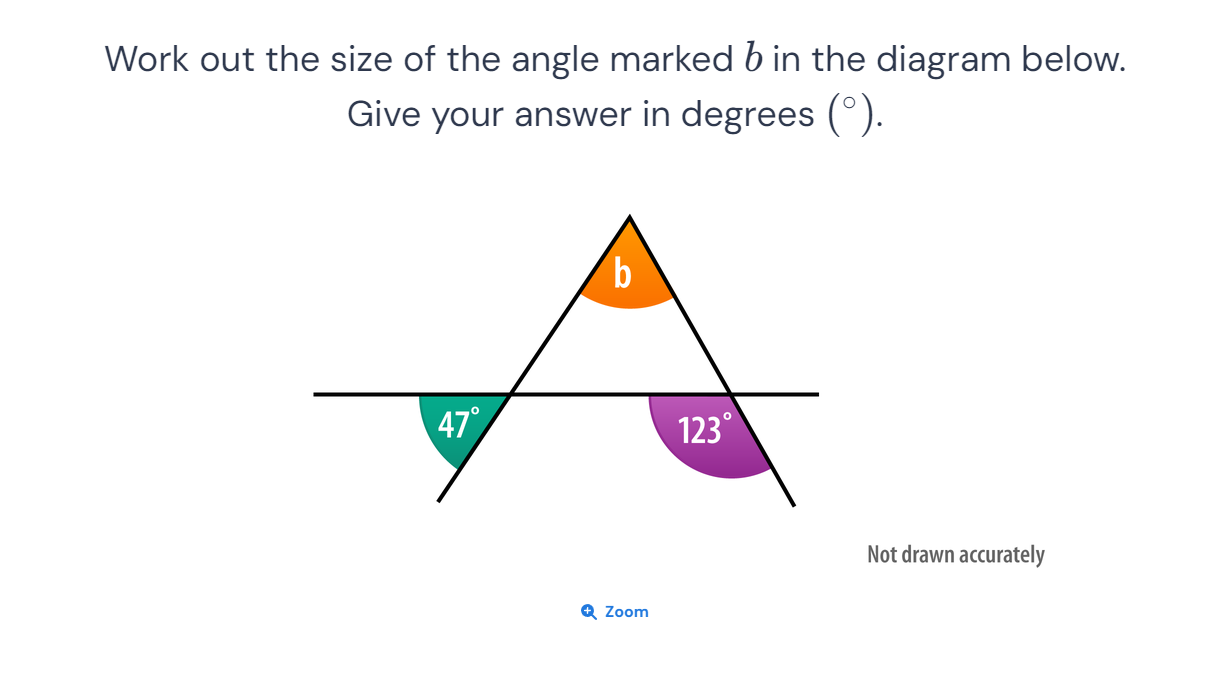 Work out the size of the angle marked b in the diagram below.
Give your answer in degrees (°).
b
47°
123°
Not drawn accurately
Zoom